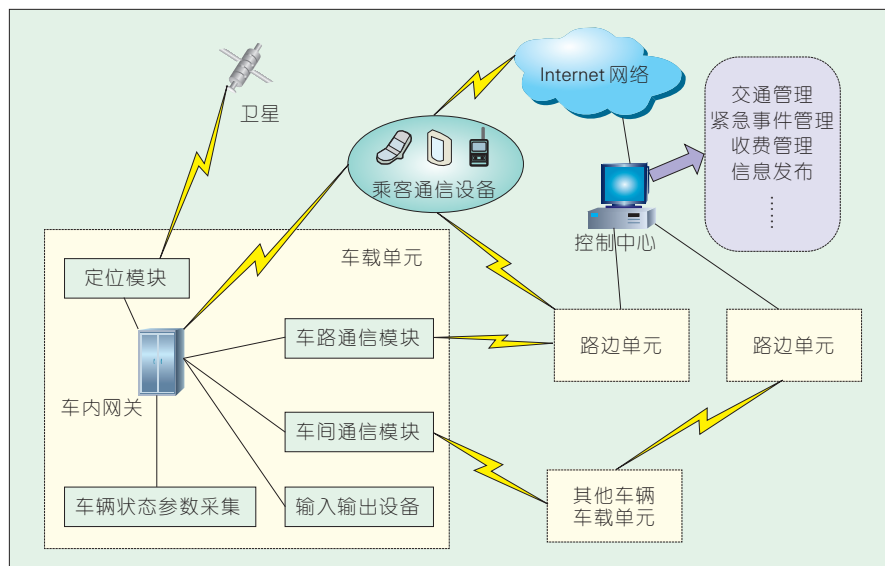 Internet 网络
卫星
交通管理
紧急事件管理
收费管理
信息发布
……
……
乘客通信设备
控制中心
车载单元
定位模块
车路通信模块
路边单元
路边单元
车内网关
车间通信模块
车辆状态参数采集
输入输出设备
其他车辆
车载单元